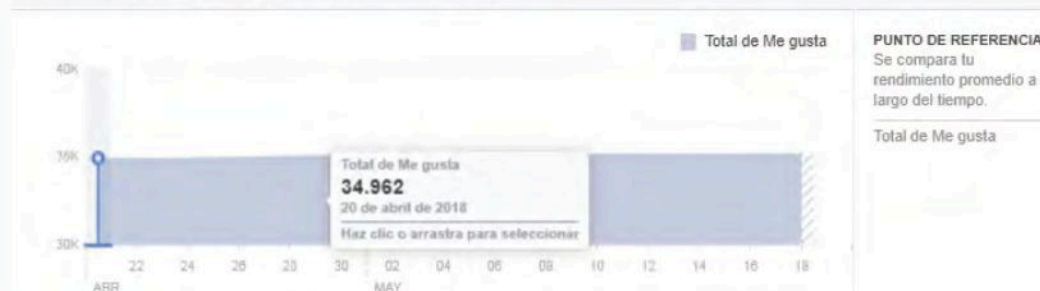 Total de Me gusta
PUNTO DE REFERENCIA
Se compara tu
rendimiento promedio a
largo del tiempo.
Total de Me gusta
40K
35K
30K
Total de Me gusta
34.962
20 de abril de 2018
Haz clic o arrastra para seleccionar
22 24 26 28 30 02 04 06 08 10 12 14 16 18
ABR MAY